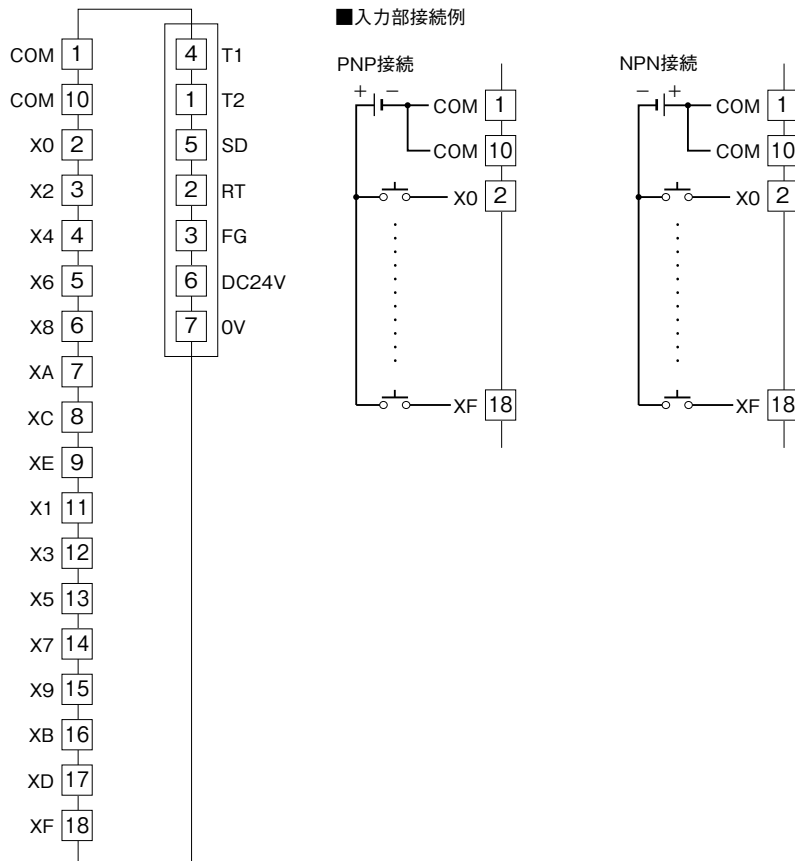 ■入力部接続例
COM 1
COM 10
X0 2
X2 3
X4 4
X6 5
X8 6
XA 7
XC 8
XE 9
X1 11
X3 12
X5 13
X7 14
X9 15
XB 16
XD 17
XF 18
4 T1
1 T2
5 SD
2 RT
3 FG
6 DC24V
7 0V
PNP接続
+ −
COM 1
COM 10
X0 2
XF 18
NPN接続
− +
COM 1
COM 10
X0 2
XF 18